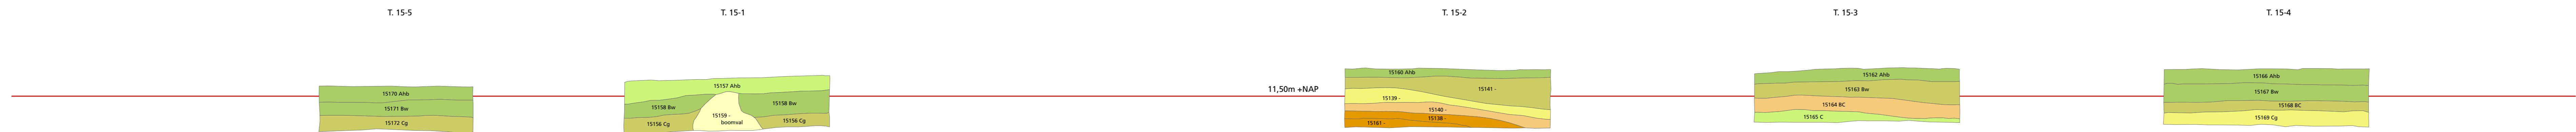 T. 15-5
T. 15-1
T. 15-2
T. 15-3
T. 15-4
11,50m +NAP
15170 Ahb
15171 Bw
15172 Cg
15157 Ahb
15158 Bw
15158 Bw
15159 -
boomval
15156 Cg
15156 Cg
15160 Ahb
15141 -
15139 -
15140 -
15138 -
15161 -
15162 Ahb
15163 Bw
15164 BC
15165 C
15166 Ahb
15167 Bw
15168 BC
15169 Cg